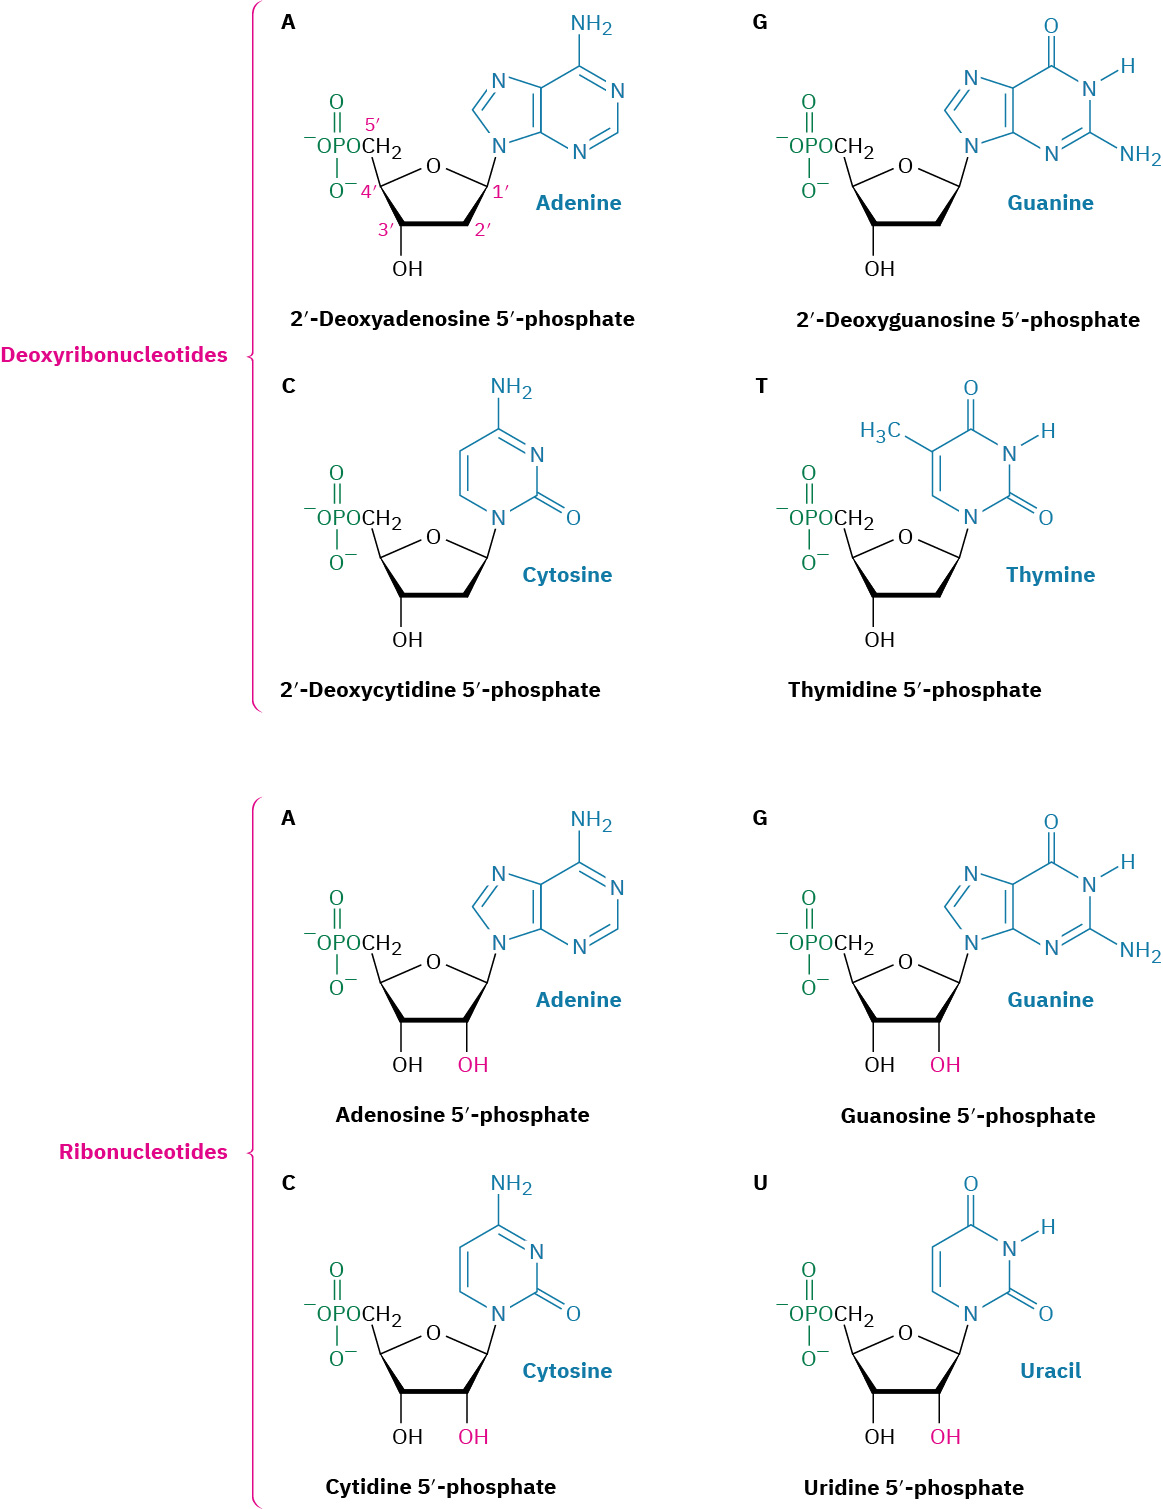 Deoxyribonucleotides
A
NH2
N
N
N
N
O
⁻OPOCH2
O⁻
5′
4′
O
1′
3′
2′
OH
Adenine
2′-Deoxyadenosine 5′-phosphate
G
O
N
N
H
N
N
NH2
O
⁻OPOCH2
O⁻
O
OH
Guanine
2′-Deoxyguanosine 5′-phosphate
C
NH2
N
N
O
O
⁻OPOCH2
O⁻
O
OH
Cytosine
2′-Deoxycytidine 5′-phosphate
T
O
H3C
N
H
N
O
O
⁻OPOCH2
O⁻
O
OH
Thymine
Thymidine 5′-phosphate
Ribonucleotides
A
NH2
N
N
N
N
O
⁻OPOCH2
O⁻
O
OH
OH
Adenine
Adenosine 5′-phosphate
G
O
N
N
H
N
N
NH2
O
⁻OPOCH2
O⁻
O
OH
OH
Guanine
Guanosine 5′-phosphate
C
NH2
N
N
O
O
⁻OPOCH2
O⁻
O
OH
OH
Cytosine
Cytidine 5′-phosphate
U
O
N
H
N
O
O
⁻OPOCH2
O⁻
O
OH
OH
Uracil
Uridine 5′-phosphate